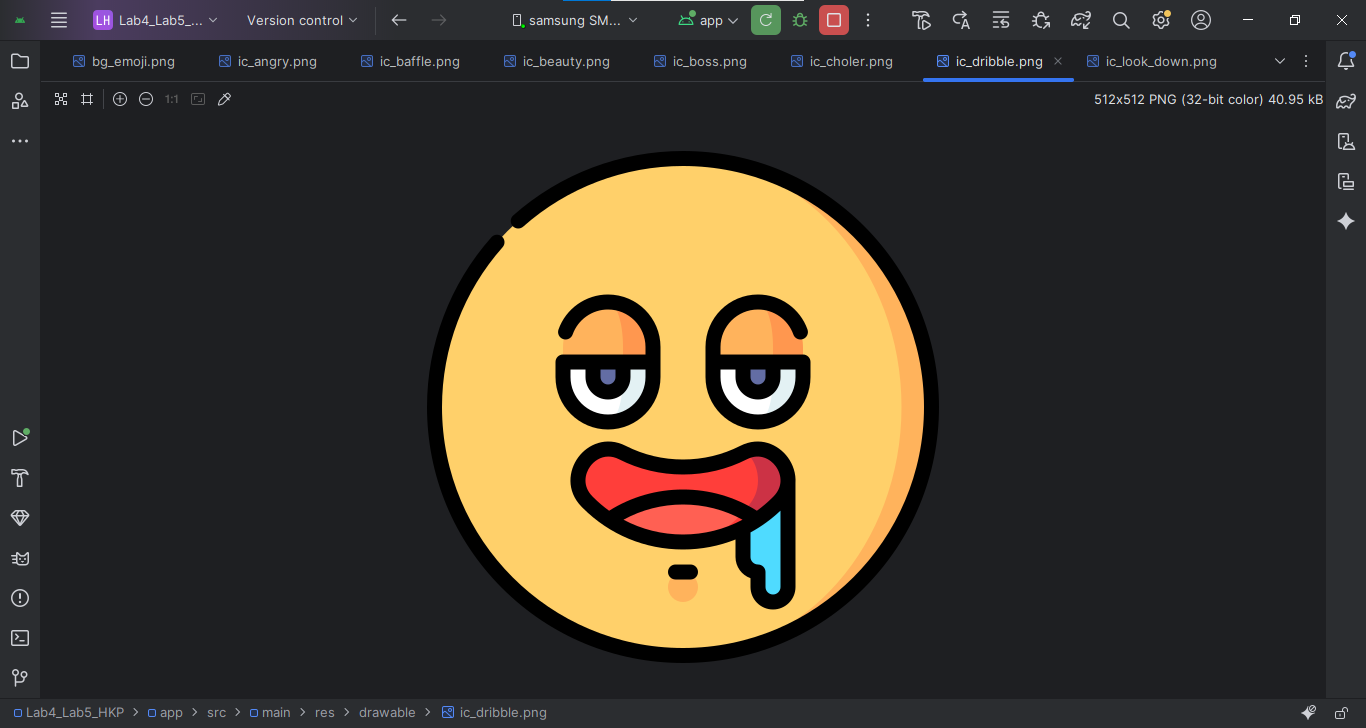 LH Lab4_Lab5_... Version control samsung SM... app
bg_emoji.png ic_angry.png ic_baffle.png ic_beauty.png ic_boss.png ic_choler.png ic_dribble.png ic_look_down.png
1:1 512x512 PNG (32-bit color) 40.95 kB
Lab4_Lab5_HKP app src main res drawable ic_dribble.png